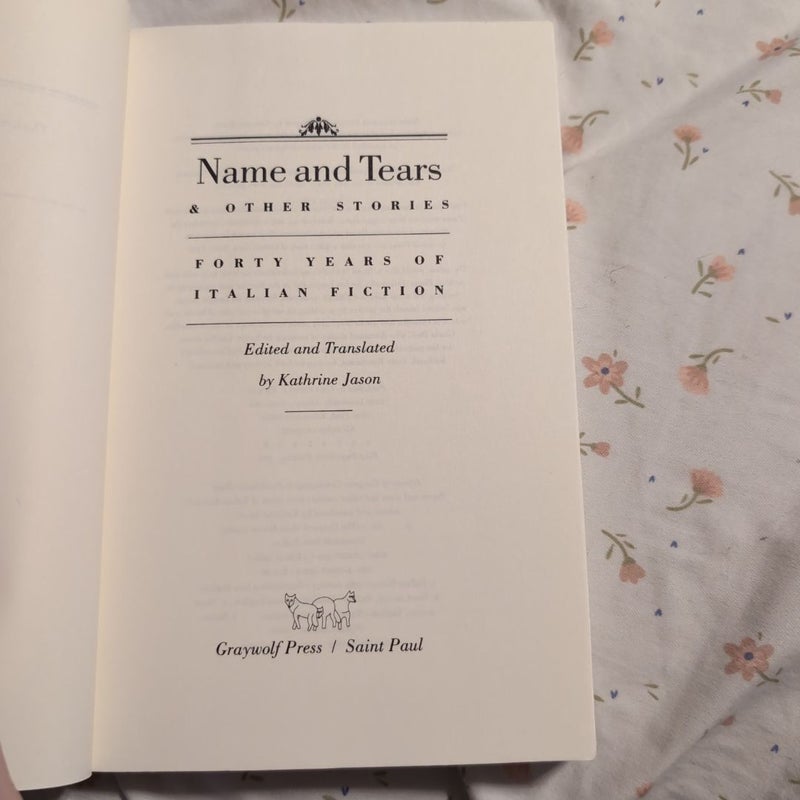 Name and Tears
& OTHER STORIES
FORTY YEARS OF
ITALIAN FICTION
Edited and Translated
by Kathrine Jason
Graywolf Press / Saint Paul